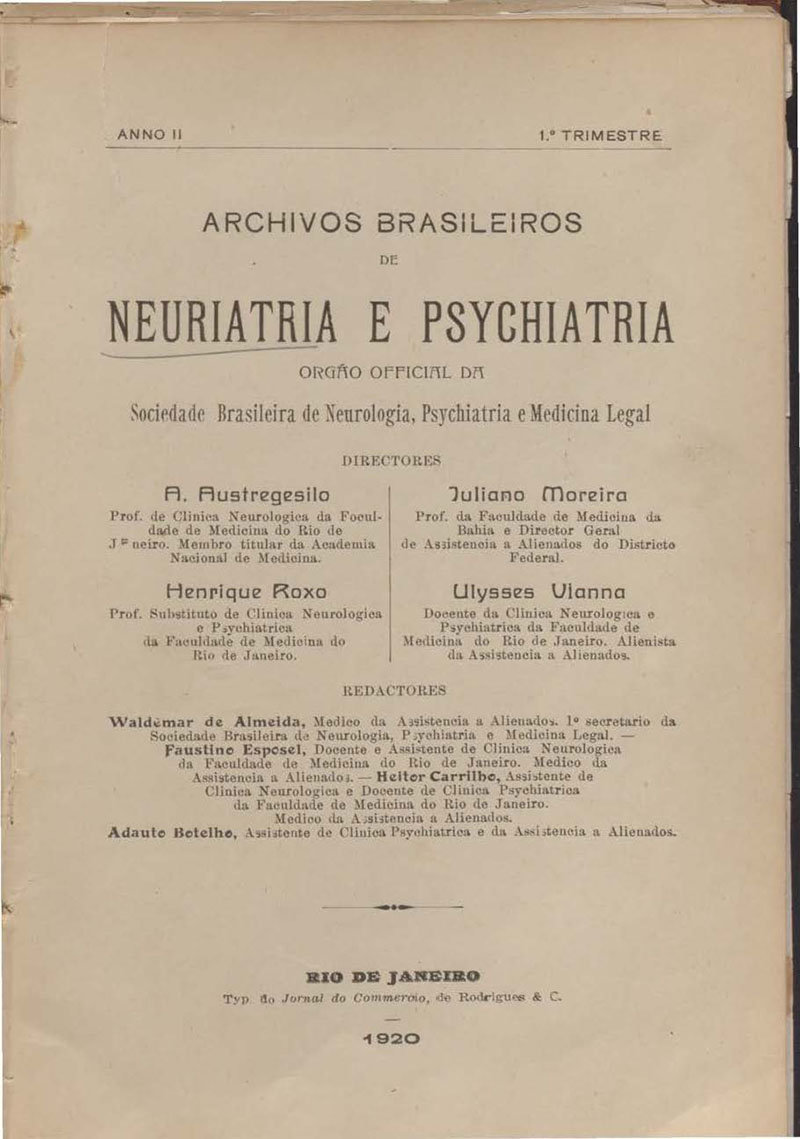 ANNO II 1.º TRIMESTRE
ARCHIVOS BRASILEIROS
DE
NEURIATRIA E PSYCHIATRIA
ORGÃO OFFICIAL DA
Sociedade Brasileira de Neurologia, Psychiatria e Medicina Legal
DIRECTORES
A. Austregesilo
Prof. de Clinica Neurologica da Facul-
dade de Medicina do Rio de
Janeiro. Membro titular da Academia
Nacional de Medicina.
Henrique Roxo
Prof. Substituto de Clinica Neurologica
e Psychiatrica
da Faculdade de Medicina do
Rio de Janeiro.
Juliano Moreira
Prof. da Faculdade de Medicina da
Bahia e Director Geral
de Assistencia a Alienados do Districto
Federal.
Ulysses Vianna
Docente da Clinica Neurologica e
Psychiatrica da Faculdade de
Medicina do Rio de Janeiro. Alienista
da Assistencia a Alienados.
REDACTORES
Waldemar de Almeida, Medico da Assistencia a Alienados. 1º secretario da
Sociedade Brasileira de Neurologia, Psychiatria e Medicina Legal. —
Faustino Esposel, Docente e Assistente de Clinica Neurologica
da Faculdade de Medicina do Rio de Janeiro. Medico da
Assistencia a Alienados. — Heitor Carrilho, Assistente de
Clinica Neurologica e Docente de Clinica Psychiatrica
da Faculdade de Medicina do Rio de Janeiro.
Medico da Assistencia a Alienados.
Adauto Botelho, Assistente de Clinica Psychiatrica e da Assistencia a Alienados.
RIO DE JANEIRO
Typ. do Jornal do Commercio, de Rodrigues & C.
1920